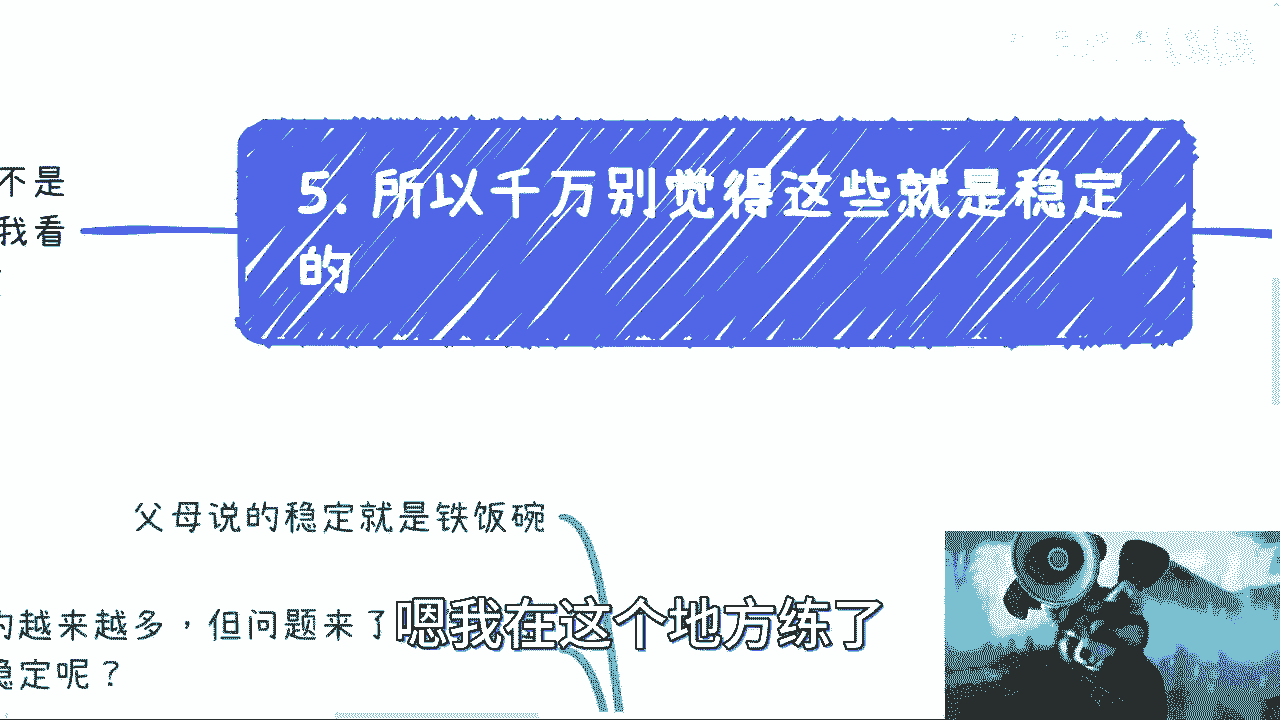 不是
我看
5. 所以千万别觉得这些就是稳定
的
父母说的稳定就是铁饭碗
的越来越多，但问题来了
稳定呢？
嗯我在这个地方练了